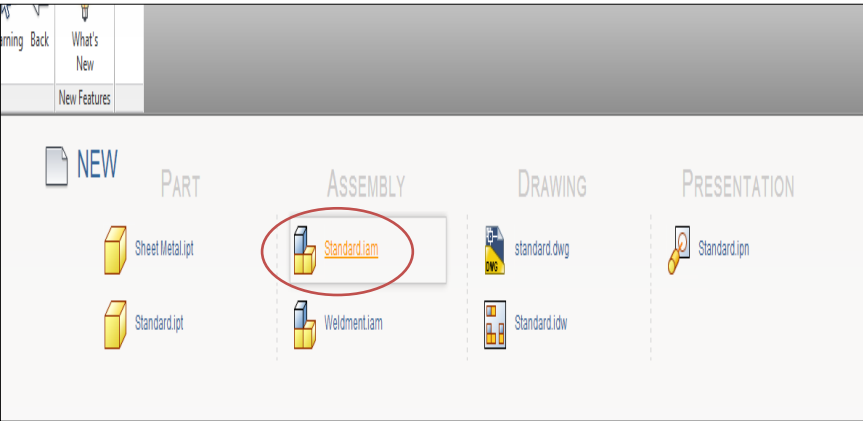 Back
What's
New
New Features
NEW
PART
ASSEMBLY
DRAWING
PRESENTATION
Sheet Metal.ipt
Standard.iam
standard.dwg
Standard.ipn
DWG
Standard.ipt
Weldment.iam
Standard.idw